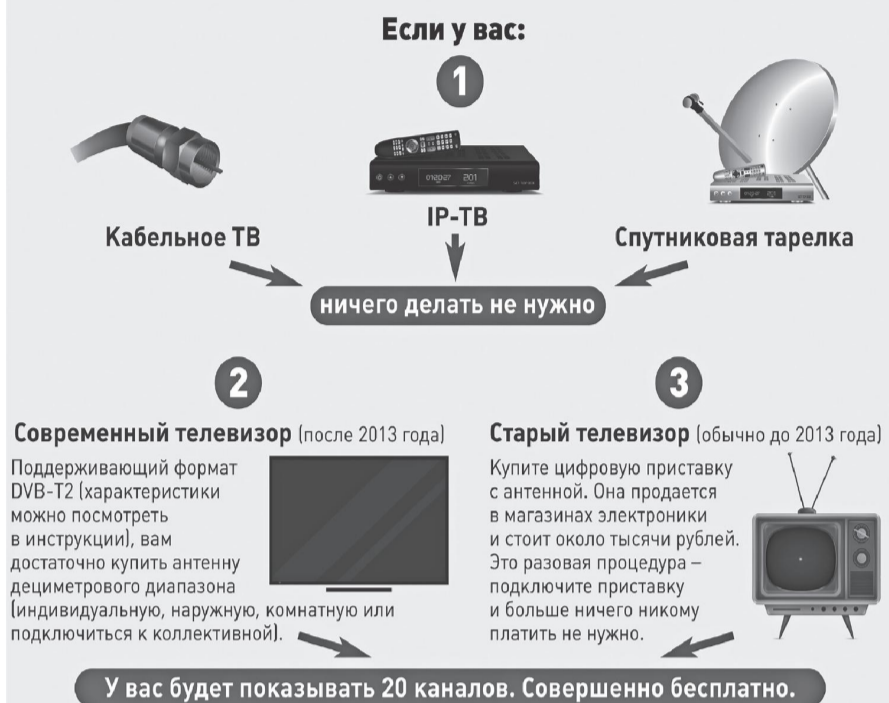 Если у вас:
1
Кабельное ТВ
IP-ТВ
Спутниковая тарелка
ничего делать не нужно
2
Современный телевизор (после 2013 года)
Поддерживающий формат
DVB-T2 (характеристики
можно посмотреть
в инструкции), вам
достаточно купить антенну
дециметрового диапазона
(индивидуальную, наружную, комнатную или
подключиться к коллективной).
3
Старый телевизор (обычно до 2013 года)
Купите цифровую приставку
с антенной. Она продается
в магазинах электроники
и стоит около тысячи рублей.
Это разовая процедура –
подключите приставку
и больше ничего никому
платить не нужно.
У вас будет показывать 20 каналов. Совершенно бесплатно.